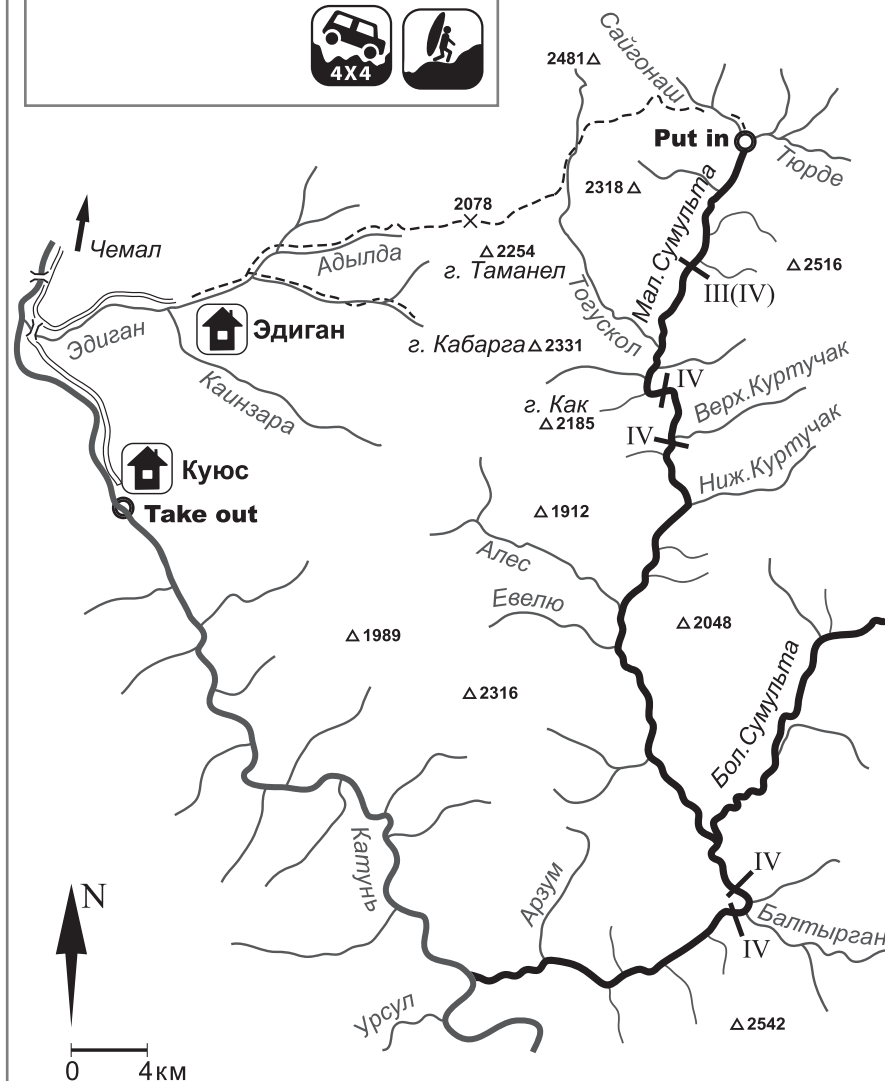 4X4
2481
Сайгонаш
Put in
Тюрде
2318
Мал.Сумульта
2078
Чемал
Адылда
2254
г. Таманел
2516
III(IV)
Тогускол
Эдиган
Эдиган
г. Кабарга 2331
Каинзара
IV
г. Как
2185
Верх.Куртучак
IV
Ниж.Куртучак
Куюс
Take out
1912
Алес
Евелю
2048
1989
2316
Бол.Сумульта
Катунь
Арзум
IV
Балтырган
IV
N
Урсул
2542
0 4км